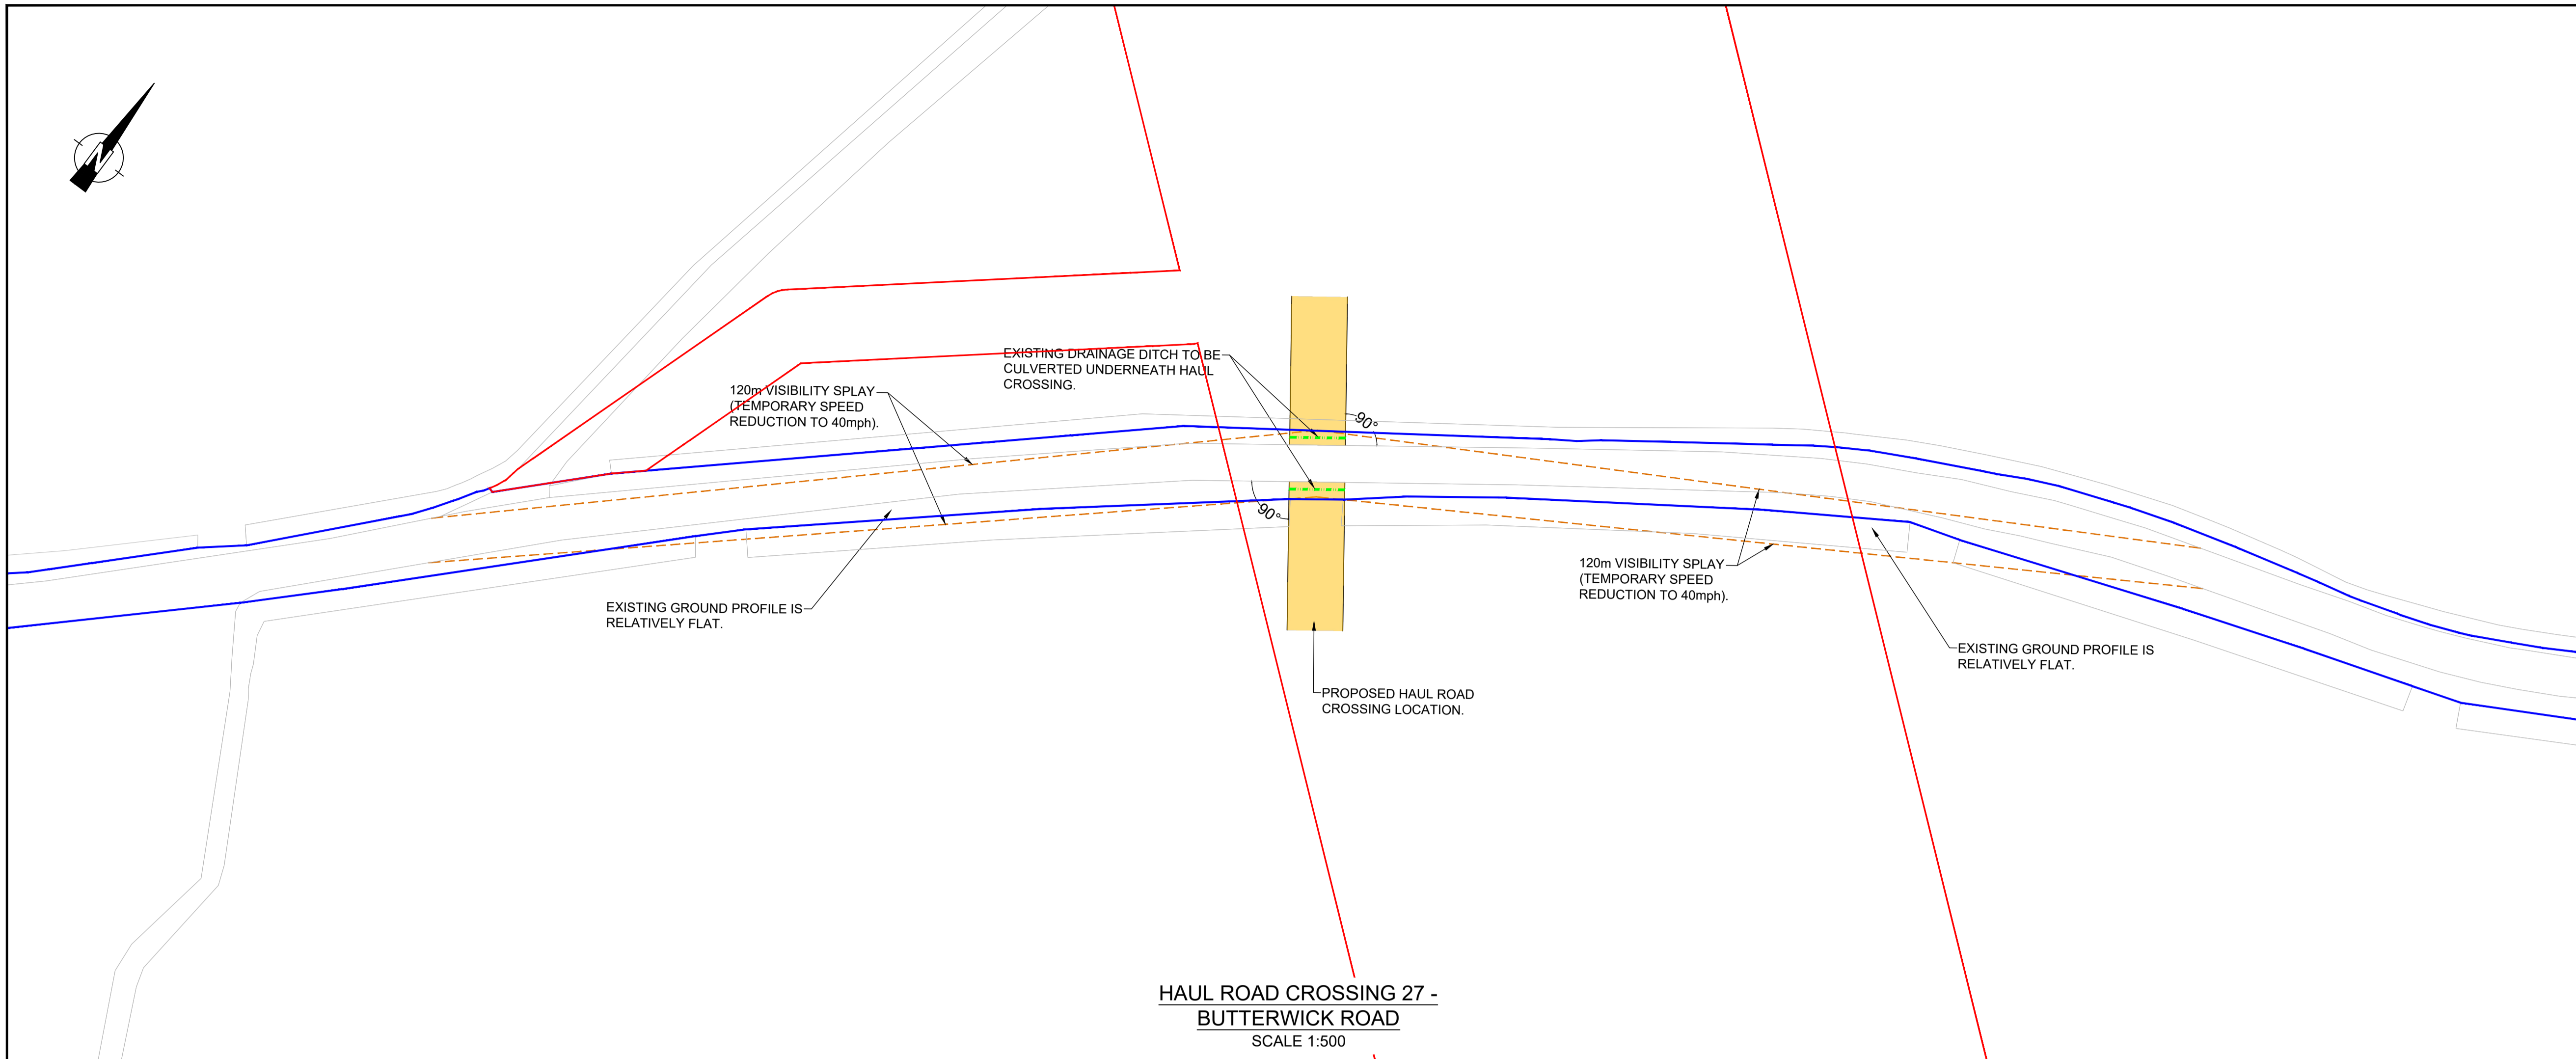 N
EXISTING DRAINAGE DITCH TO BE
CULVERTED UNDERNEATH HAUL
CROSSING.
120m VISIBILITY SPLAY
(TEMPORARY SPEED
REDUCTION TO 40mph).
90°
90°
120m VISIBILITY SPLAY
(TEMPORARY SPEED
REDUCTION TO 40mph).
EXISTING GROUND PROFILE IS
RELATIVELY FLAT.
EXISTING GROUND PROFILE IS
RELATIVELY FLAT.
PROPOSED HAUL ROAD
CROSSING LOCATION.
HAUL ROAD CROSSING 27 -
BUTTERWICK ROAD
SCALE 1:500